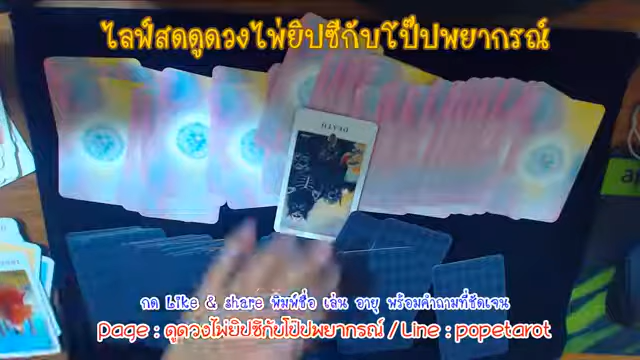 ไลฟ์สดดูดวงไพ่ยิปซีกับโป๊ปพยากรณ์
DEATH
กด Like & share พิมพ์ชื่อ เล่น อายุ พร้อมคำถามที่ชัดเจน
Page : ดูดวงไพ่ยิปซีกับโป๊ปพยากรณ์ / Line : popetarot